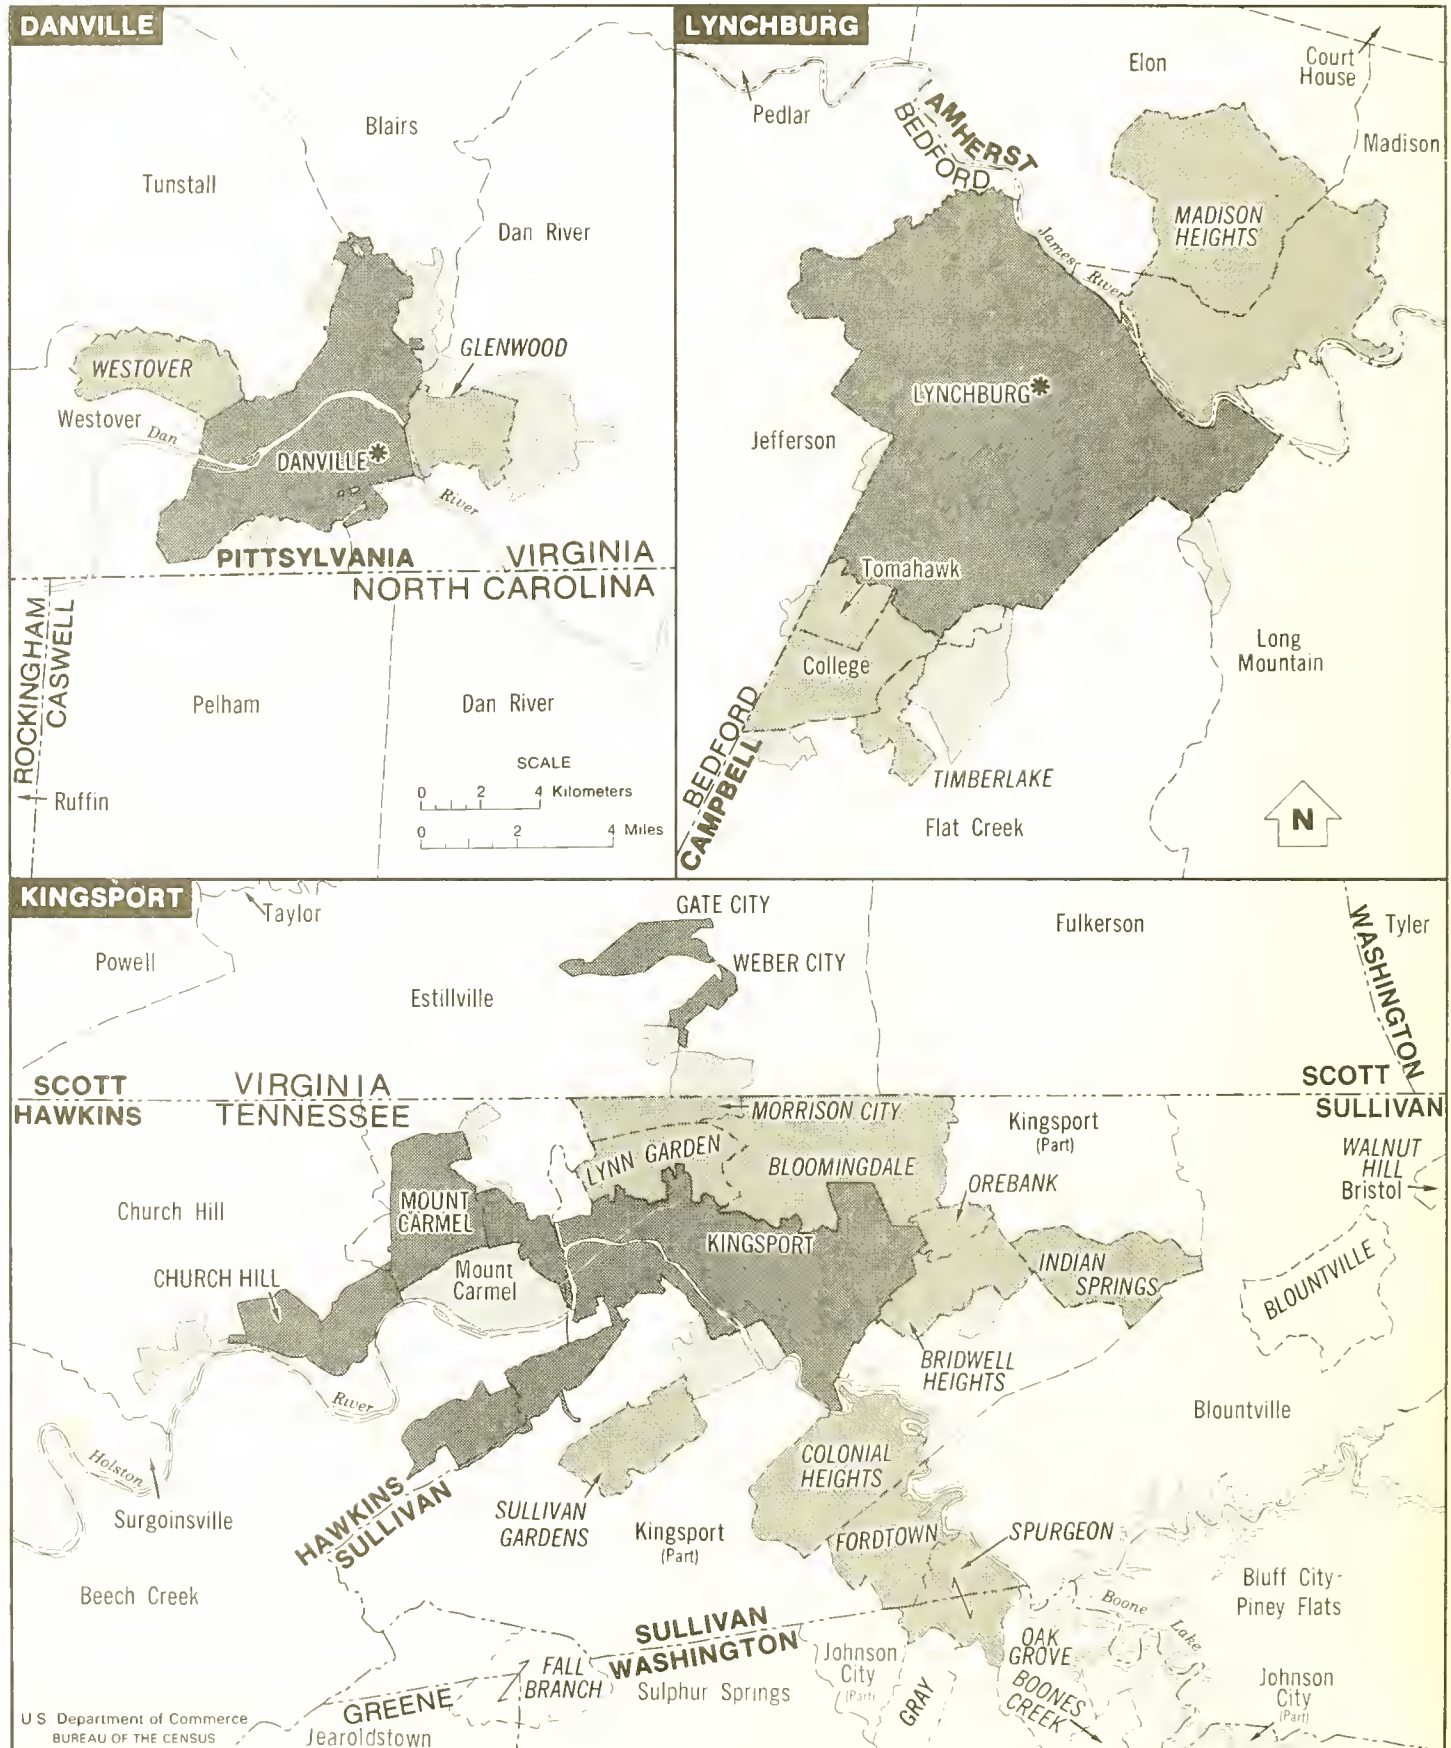 DANVILLE
Blairs
Tunstall
Dan River
WESTOVER
GLENWOOD
Westover
Dan
DANVILLE
River
PITTSYLVANIA
VIRGINIA
NORTH CAROLINA
ROCKINGHAM
CASWELL
Pelham
Dan River
SCALE
0 2 4 Kilometers
0 2 4 Miles
Ruffin
LYNCHBURG
Elon
Court
House
Pedlar
AMHERST
BEDFORD
Madison
MADISON
HEIGHTS
James
River
LYNCHBURG
Jefferson
Tomahawk
College
Long
Mountain
BEDFORD
CAMPBELL
TIMBERLAKE
Flat Creek
N
KINGSPORT
Taylor
GATE CITY
Fulkerson
Tyler
WASHINGTON
Powell
WEBER CITY
Estillville
SCOTT
VIRGINIA
SCOTT
HAWKINS
TENNESSEE
SULLIVAN
MORRISON CITY
Kingsport
(Part)
LYNN GARDEN
BLOOMINGDALE
WALNUT
HILL
Bristol
OREBANK
MOUNT
CARMEL
Church Hill
KINGSPORT
CHURCH HILL
Mount
Carmel
INDIAN
SPRINGS
BLOUNTVILLE
BRIDWELL
HEIGHTS
River
Blountville
Holston
COLONIAL
HEIGHTS
HAWKINS
SULLIVAN
SULLIVAN
GARDENS
Surgoinsville
Kingsport
(Part)
FORDTOWN
SPURGEON
Beech Creek
Bluff City-
Piney Flats
Boone
Lake
SULLIVAN
WASHINGTON
OAK
GROVE
FALL
BRANCH
Sulphur Springs
Johnson
City
(Part)
GRAY
BOONES
CREEK
Johnson
City
(Part)
GREENE
Jearoldstown
U S Department of Commerce
BUREAU OF THE CENSUS